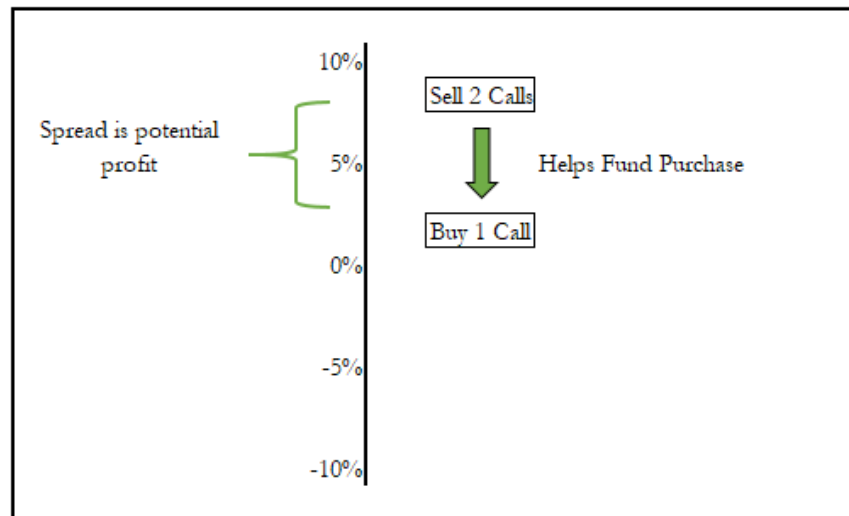 10%
Sell 2 Calls
Spread is potential
profit
5%
Helps Fund Purchase
Buy 1 Call
0%
-5%
-10%